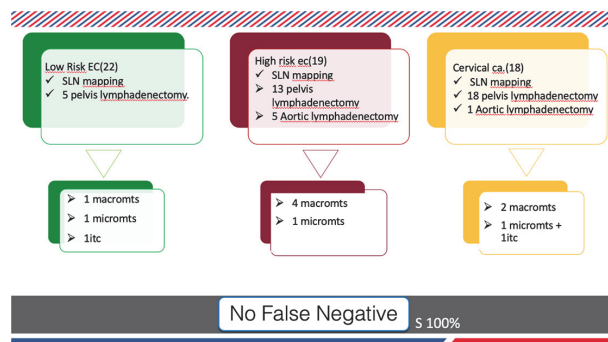 Low Risk EC(22)
✓ SLN mapping
✓ 5 pelvis lymphadenectomy.
High risk ec(19)
✓ SLN mapping
➢ 13 pelvis
lymphadenectomy
➢ 5 Aortic lymphadenectomy
Cervical ca.(18)
✓ SLN mapping
✓ 18 pelvis lymphadenectomy
✓ 1 Aortic lymphadenectomy
➢ 1 macromts
➢ 1 micromts
➢ 1itc
➢ 4 macromts
➢ 1 micromts
➢ 2 macromts
➢ 1 micromts +
1itc
No False Negative
S 100%